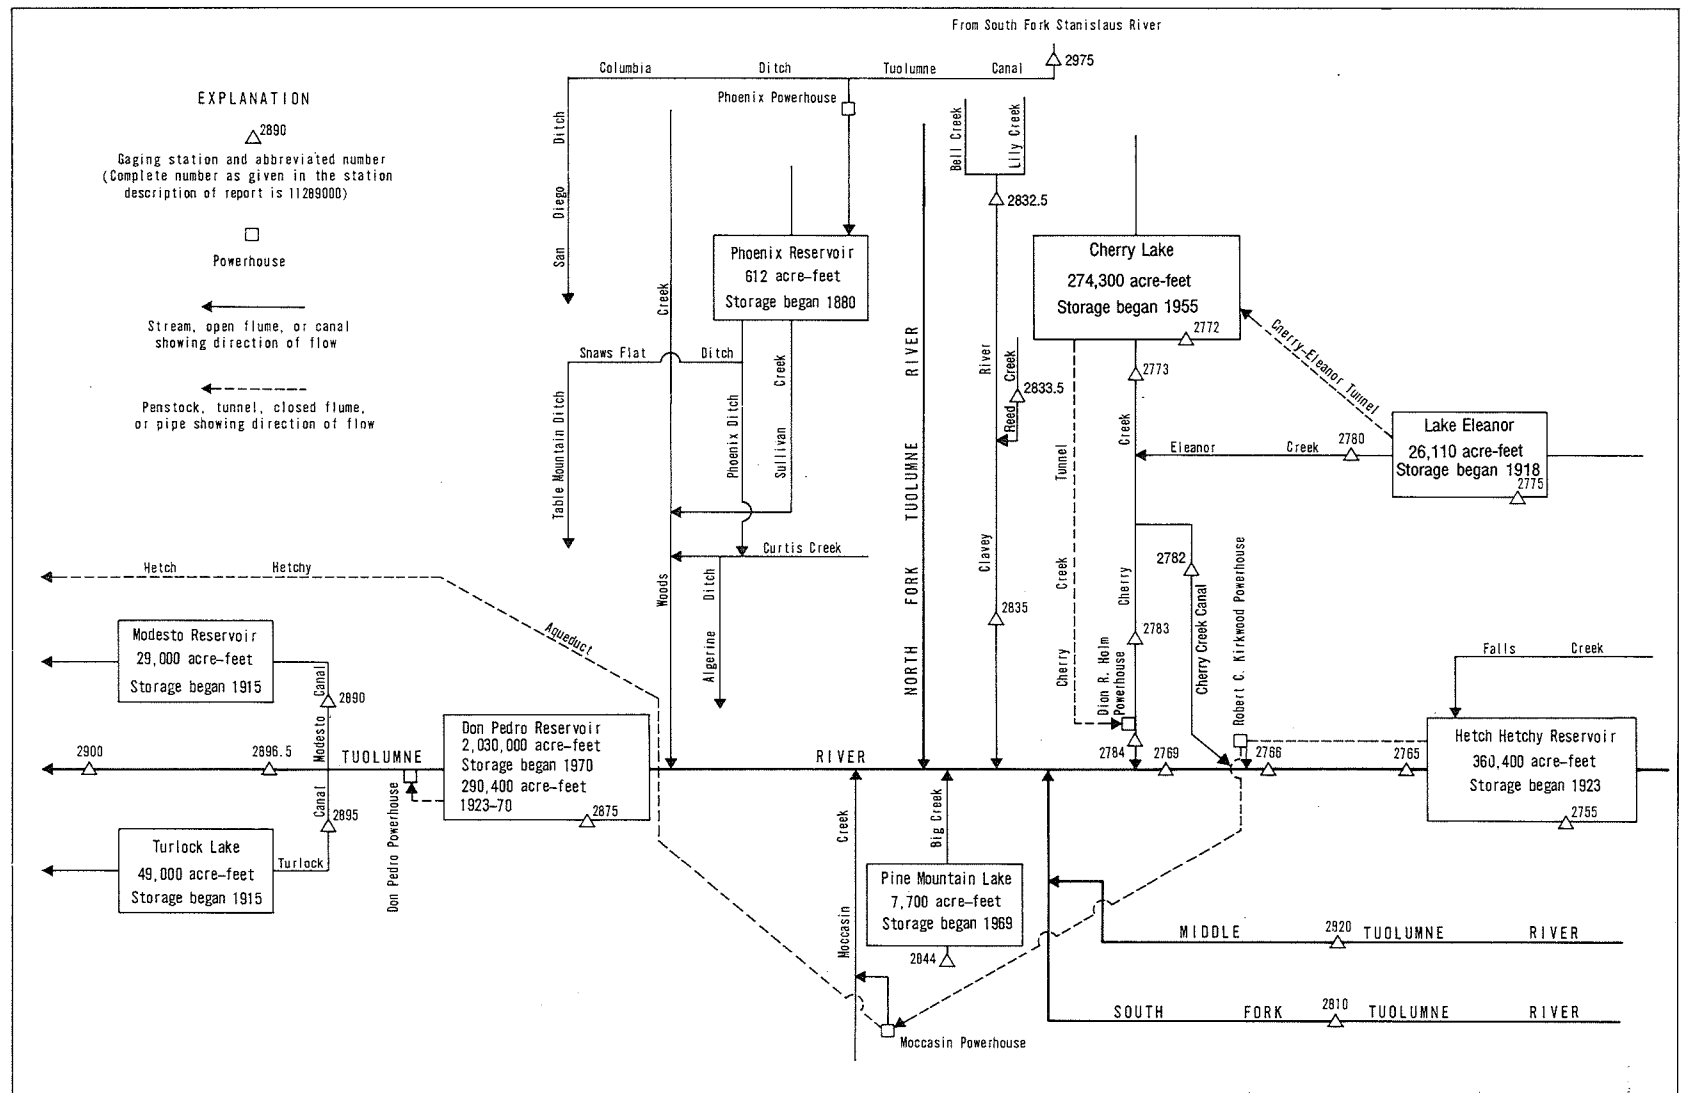 From South Fork Stanislaus River
2975
Columbia Ditch Tuolumne Canal
Phoenix Powerhouse
EXPLANATION
2890
Gaging station and abbreviated number
(Complete number as given in the station
description of report is 11289000)
Powerhouse
Stream, open flume, or canal
showing direction of flow
Penstock, tunnel, closed flume,
or pipe showing direction of flow
San Diego Ditch
Woods Creek
Phoenix Reservoir
612 acre-feet
Storage began 1880
Snaws Flat Ditch
Table Mountain Ditch
Phoenix Ditch
Sullivan Creek
Curtis Creek
Algerine Ditch
NORTH FORK TUOLUMNE RIVER
Bell Creek
Lily Creek
2832.5
Clavey River
Reed Creek
2833.5
2835
Cherry Lake
274,300 acre-feet
Storage began 1955
2772
2773
Cherry-Eleanor Tunnel
Lake Eleanor
26,110 acre-feet
Storage began 1918
2775
2780
Eleanor Creek
Cherry Creek Tunnel
Cherry Creek
2782
Cherry Creek Canal
2783
Dion R. Holm
Powerhouse
Robert C. Kirkwood Powerhouse
2784
2769
2766
2765
Falls Creek
Hetch Hetchy Reservoir
360,400 acre-feet
Storage began 1923
2755
Hetch Hetchy Aqueduct
Modesto Reservoir
29,000 acre-feet
Storage began 1915
Modesto Canal
2890
2900
2896.5
TUOLUMNE RIVER
Don Pedro Reservoir
2,030,000 acre-feet
Storage began 1970
290,400 acre-feet
1923-70
2875
Don Pedro Powerhouse
2895
Turlock Canal
Turlock Lake
49,000 acre-feet
Storage began 1915
Moccasin Creek
Big Creek
Pine Mountain Lake
7,700 acre-feet
Storage began 1969
2844
Moccasin Powerhouse
MIDDLE TUOLUMNE RIVER
2920
SOUTH FORK TUOLUMNE RIVER
2810